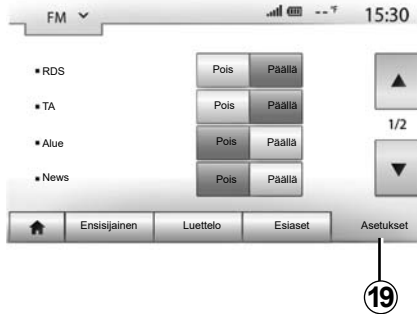 FM -- °F 15:30
RDS Pois Päällä
TA Pois Päällä
1/2
Alue Pois Päällä
News Pois Päällä
Ensisijainen Luettelo Esiaset Asetukset
19